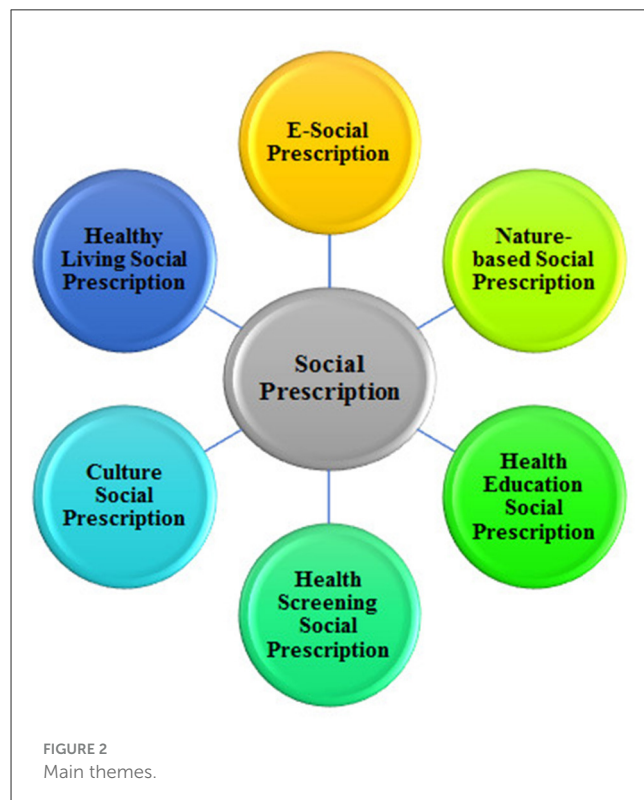 E-Social
Prescription
Healthy
Living Social
Prescription
Nature-
based Social
Prescription
Social
Prescription
Culture
Social
Prescription
Health
Education
Social
Prescription
Health
Screening
Social
Prescription
FIGURE 2
Main themes.